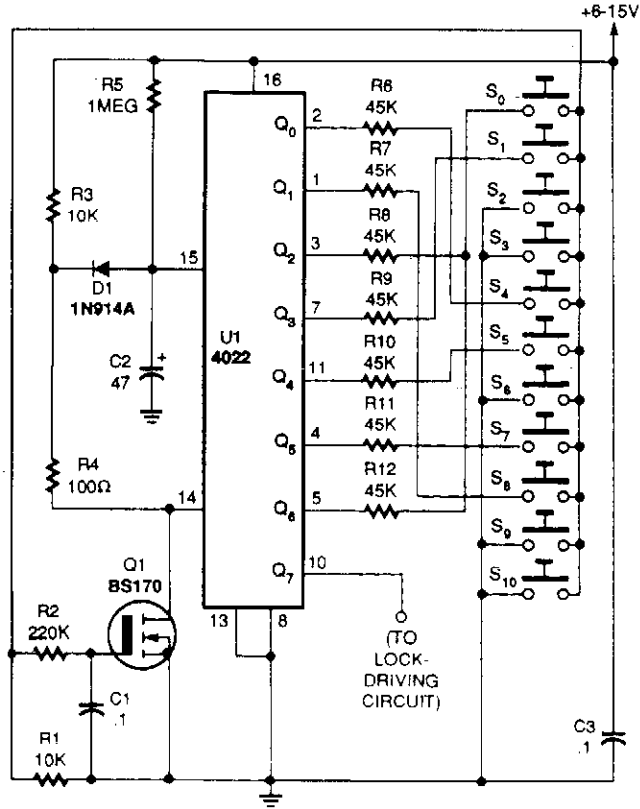 +6-15V
R5
1MEG
16
R3
10K
D1
1N914A
15
C2
+
47
R4
100Ω
14
Q1
BS170
R2
220K
C1
.1
R1
10K
U1
4022
13
8
Q0
2
Q1
1
Q2
3
Q3
7
Q4
11
Q5
4
Q6
5
Q7
10
R6
45K
R7
45K
R8
45K
R9
45K
R10
45K
R11
45K
R12
45K
(TO
LOCK-
DRIVING
CIRCUIT)
S0
S1
S2
S3
S4
S5
S6
S7
S8
S9
S10
C3
.1